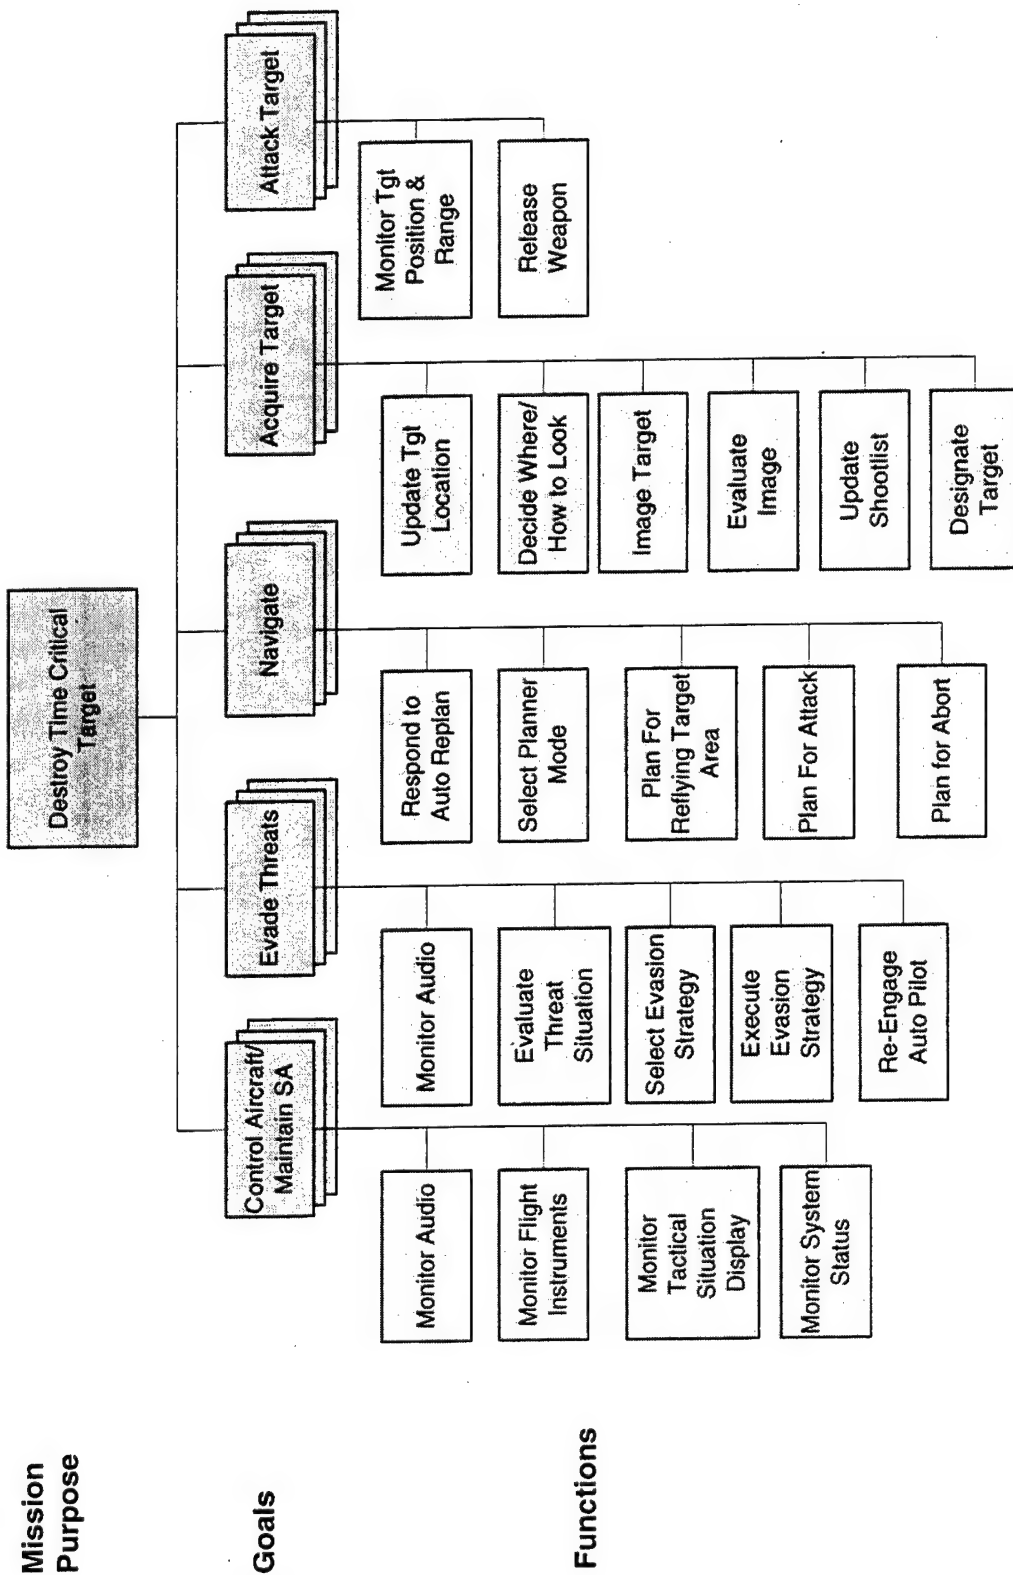 Mission
Purpose
Destroy Time Critical
Target
Goals
Control Aircraft/
Maintain SA
Evade Threats
Navigate
Acquire Target
Attack Target
Functions
Monitor Audio
Monitor Flight
Instruments
Monitor
Tactical
Situation
Display
Monitor System
Status
Monitor Audio
Evaluate
Threat
Situation
Select Evasion
Strategy
Execute
Evasion
Strategy
Re-Engage
Auto Pilot
Respond to
Auto Replan
Select Planner
Mode
Plan For
Reflying Target
Area
Plan For Attack
Plan for Abort
Update Tgt
Location
Decide Where/
How to Look
Image Target
Evaluate
Image
Update
Shootlist
Designate
Target
Monitor Tgt
Position &
Range
Release
Weapon